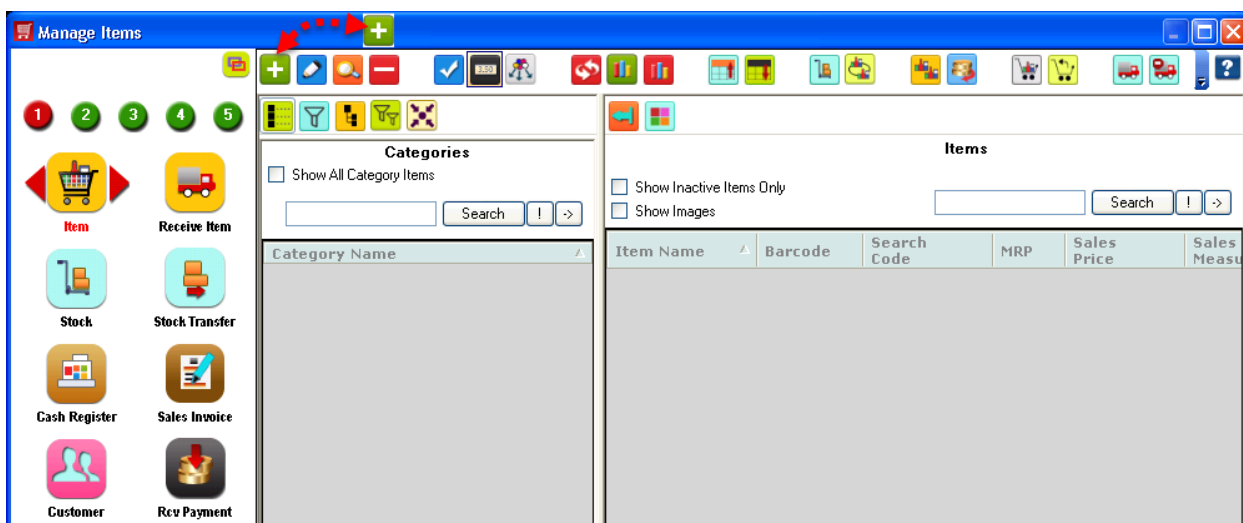 Manage Items
3.50
?
1 2 3 4 5
Item
Receive Item
Stock
Stock Transfer
Cash Register
Sales Invoice
Customer
Rcv Payment
Categories
Show All Category Items
Search ! ->
Category Name
Items
Show Inactive Items Only
Show Images
Search ! ->
Item Name Barcode Search Code MRP Sales Price Sales Measu